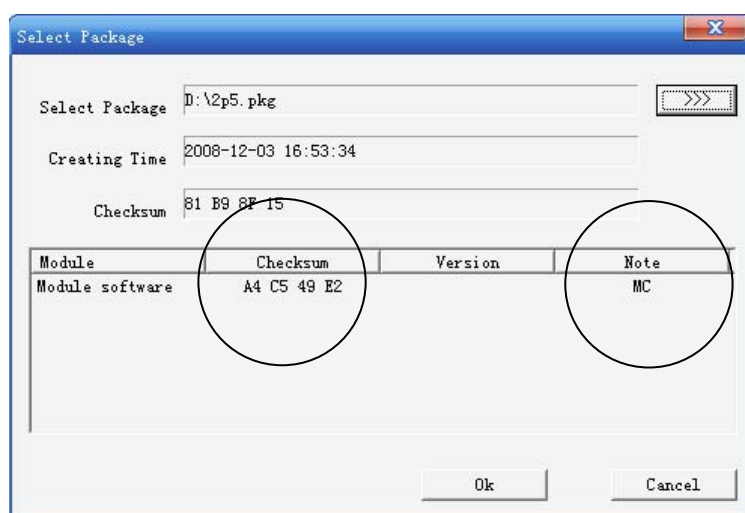 Select Package
Select Package D:\2p5.pkg >>>
Creating Time 2008-12-03 16:53:34
Checksum 81 B9 8F 15
Module Checksum Version Note
Module software A4 C5 49 E2 MC
Ok Cancel